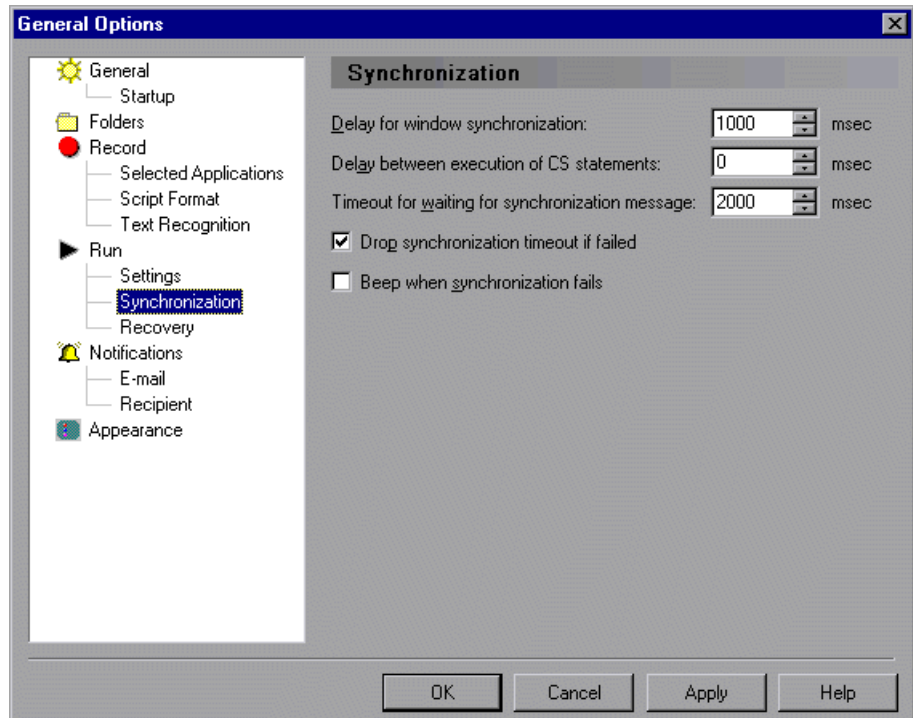 General Options
General
Startup
Folders
Record
Selected Applications
Script Format
Text Recognition
Run
Settings
Synchronization
Recovery
Notifications
E-mail
Recipient
Appearance
Synchronization
Delay for window synchronization: 1000 msec
Delay between execution of CS statements: 0 msec
Timeout for waiting for synchronization message: 2000 msec
Drop synchronization timeout if failed
Beep when synchronization fails
OK Cancel Apply Help